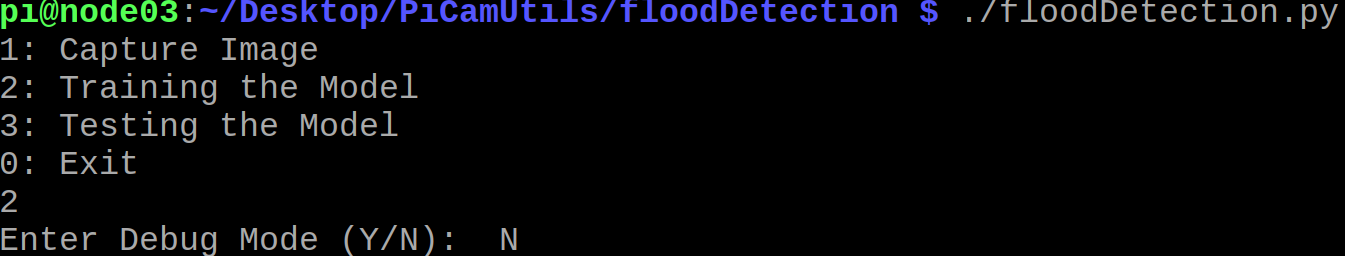 pi@node03:~/Desktop/PiCamUtils/floodDetection $ ./floodDetection.py
1: Capture Image
2: Training the Model
3: Testing the Model
0: Exit
2
Enter Debug Mode (Y/N):  N